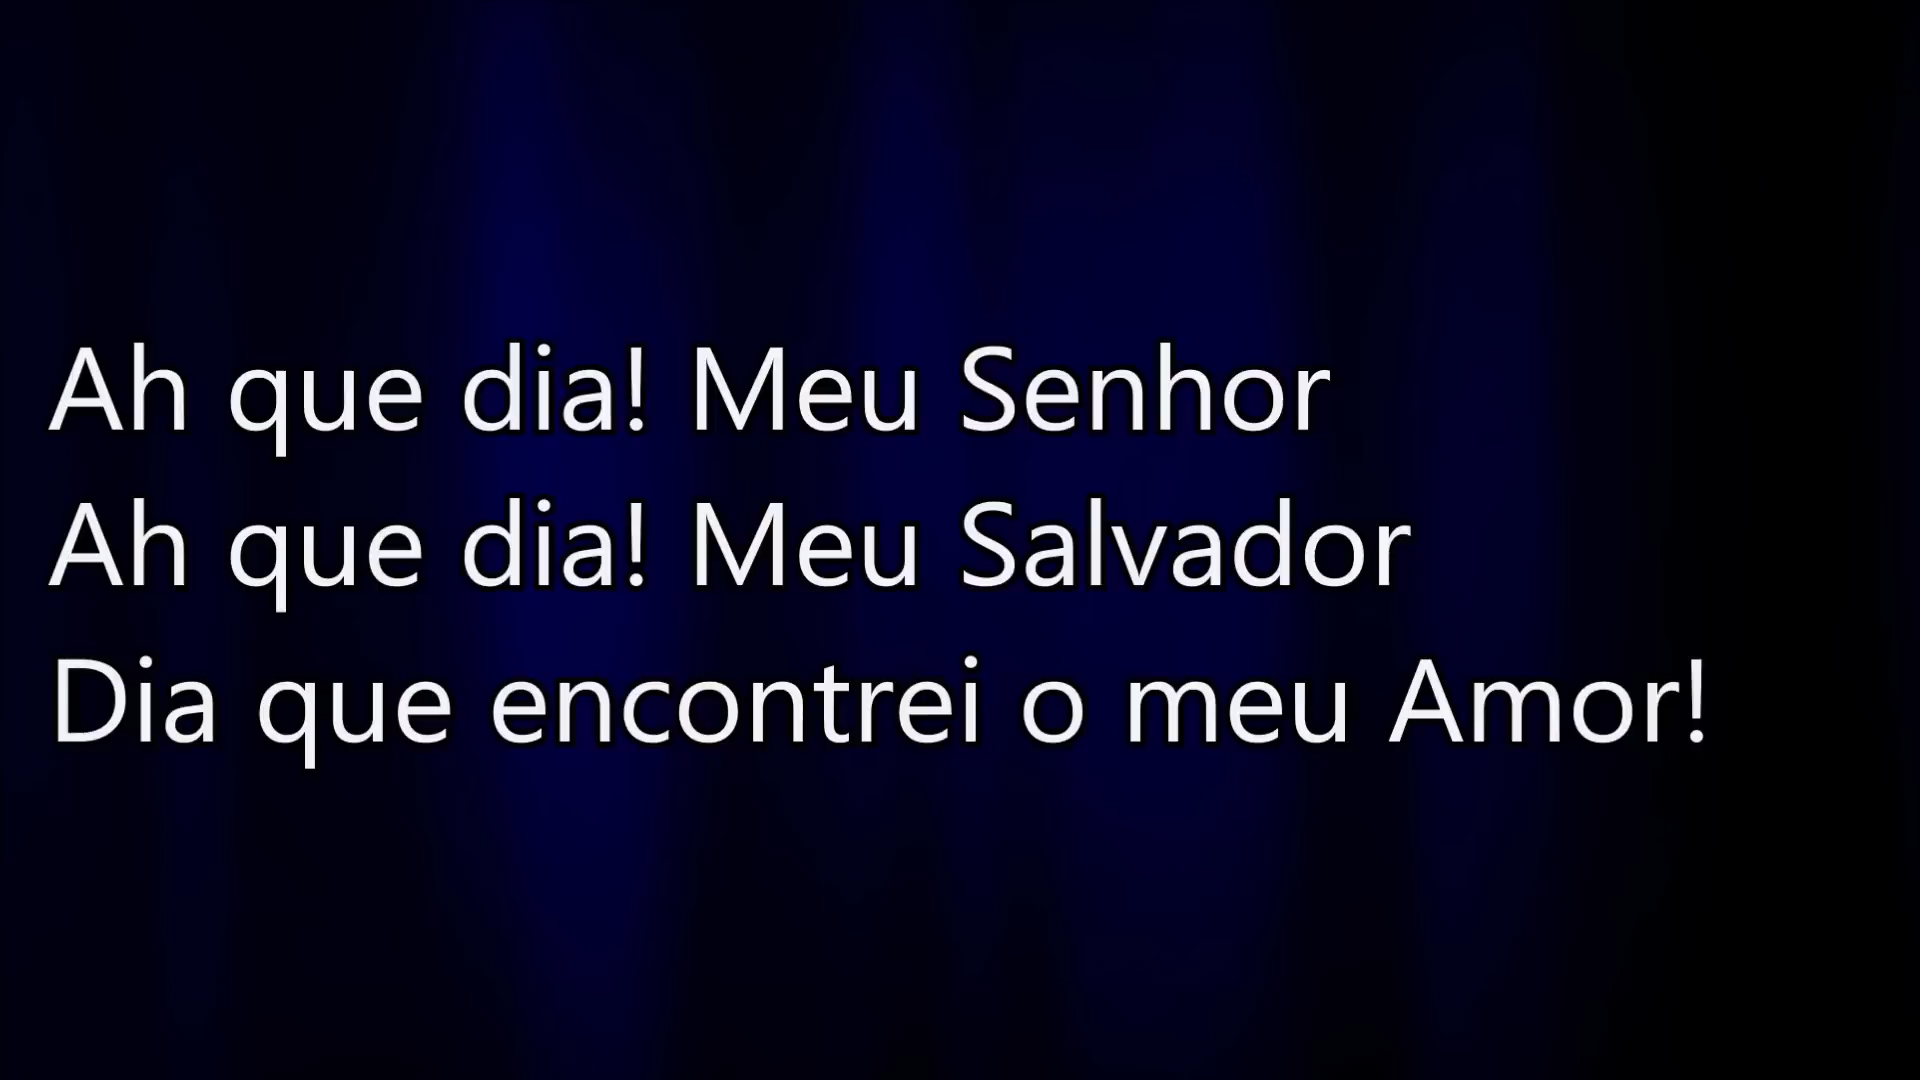 Ah que dia! Meu Senhor
Ah que dia! Meu Salvador
Dia que encontrei o meu Amor!